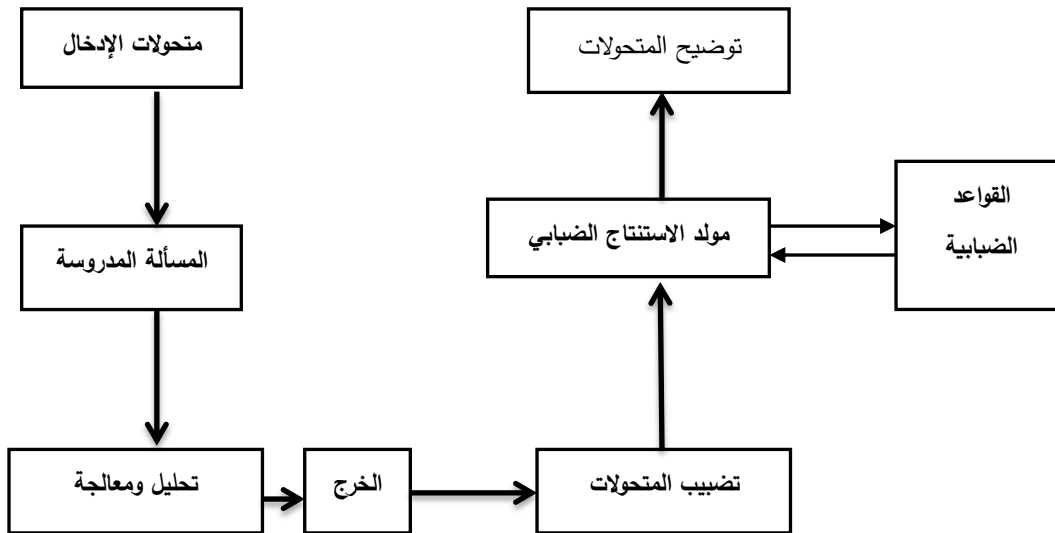 متحولات الإدخال
توضيح المتحولات
القواعد
الضبابية
مولد الاستنتاج الضبابي
المسألة المدروسة
تحليل ومعالجة
الخرج
تضبيب المتحولات